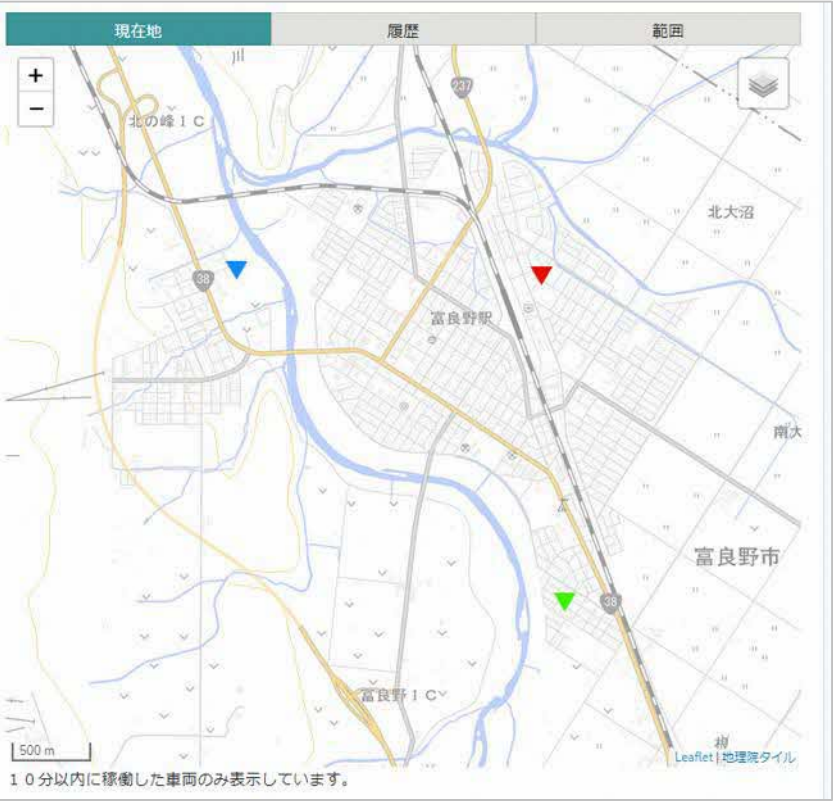 現在地
履歴
範囲
+
−
237
川
北の峰IC
北大沼
38
富良野駅
南大
富良野市
38
富良野IC
500 m
Leaflet | 地理院タイル
10分以内に稼働した車両のみ表示しています。